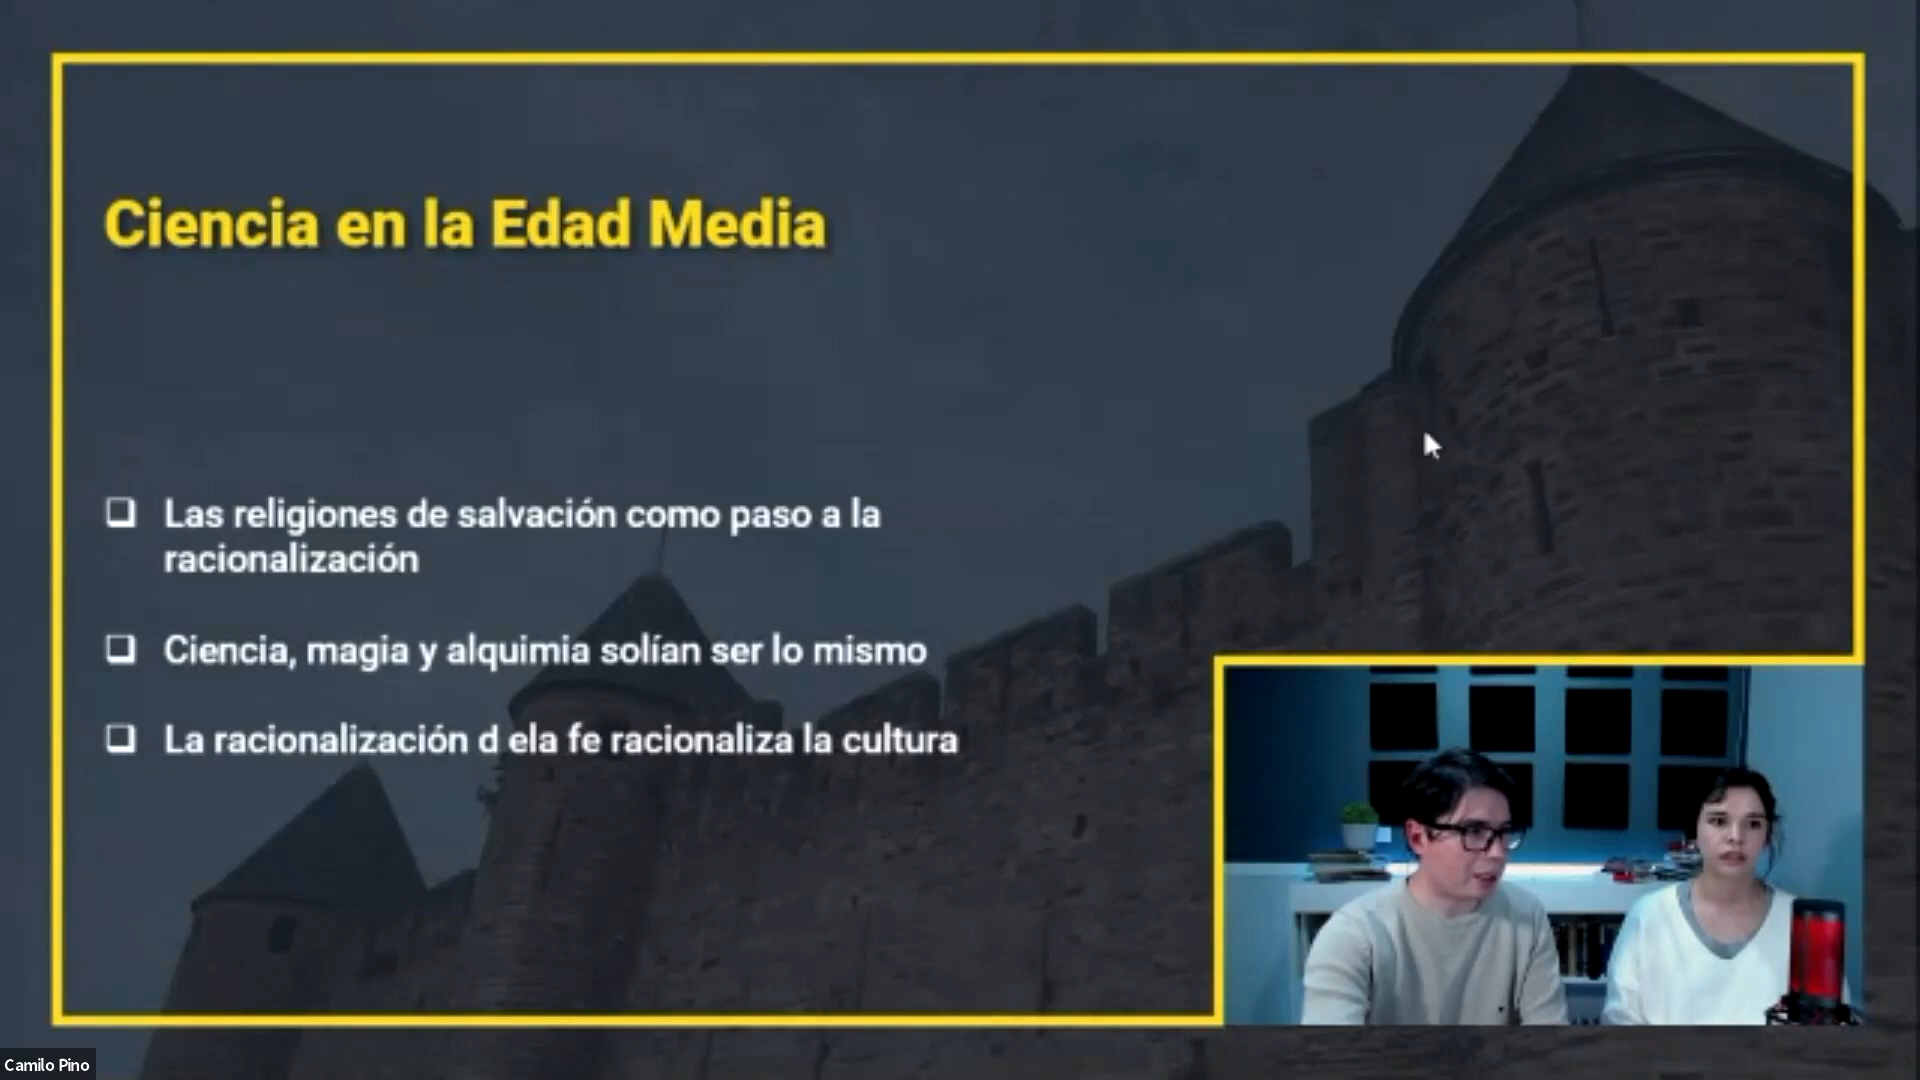 Ciencia en la Edad Media
Las religiones de salvación como paso a la
racionalización
Ciencia, magia y alquimia solían ser lo mismo
La racionalización d ela fe racionaliza la cultura
Camilo Pino